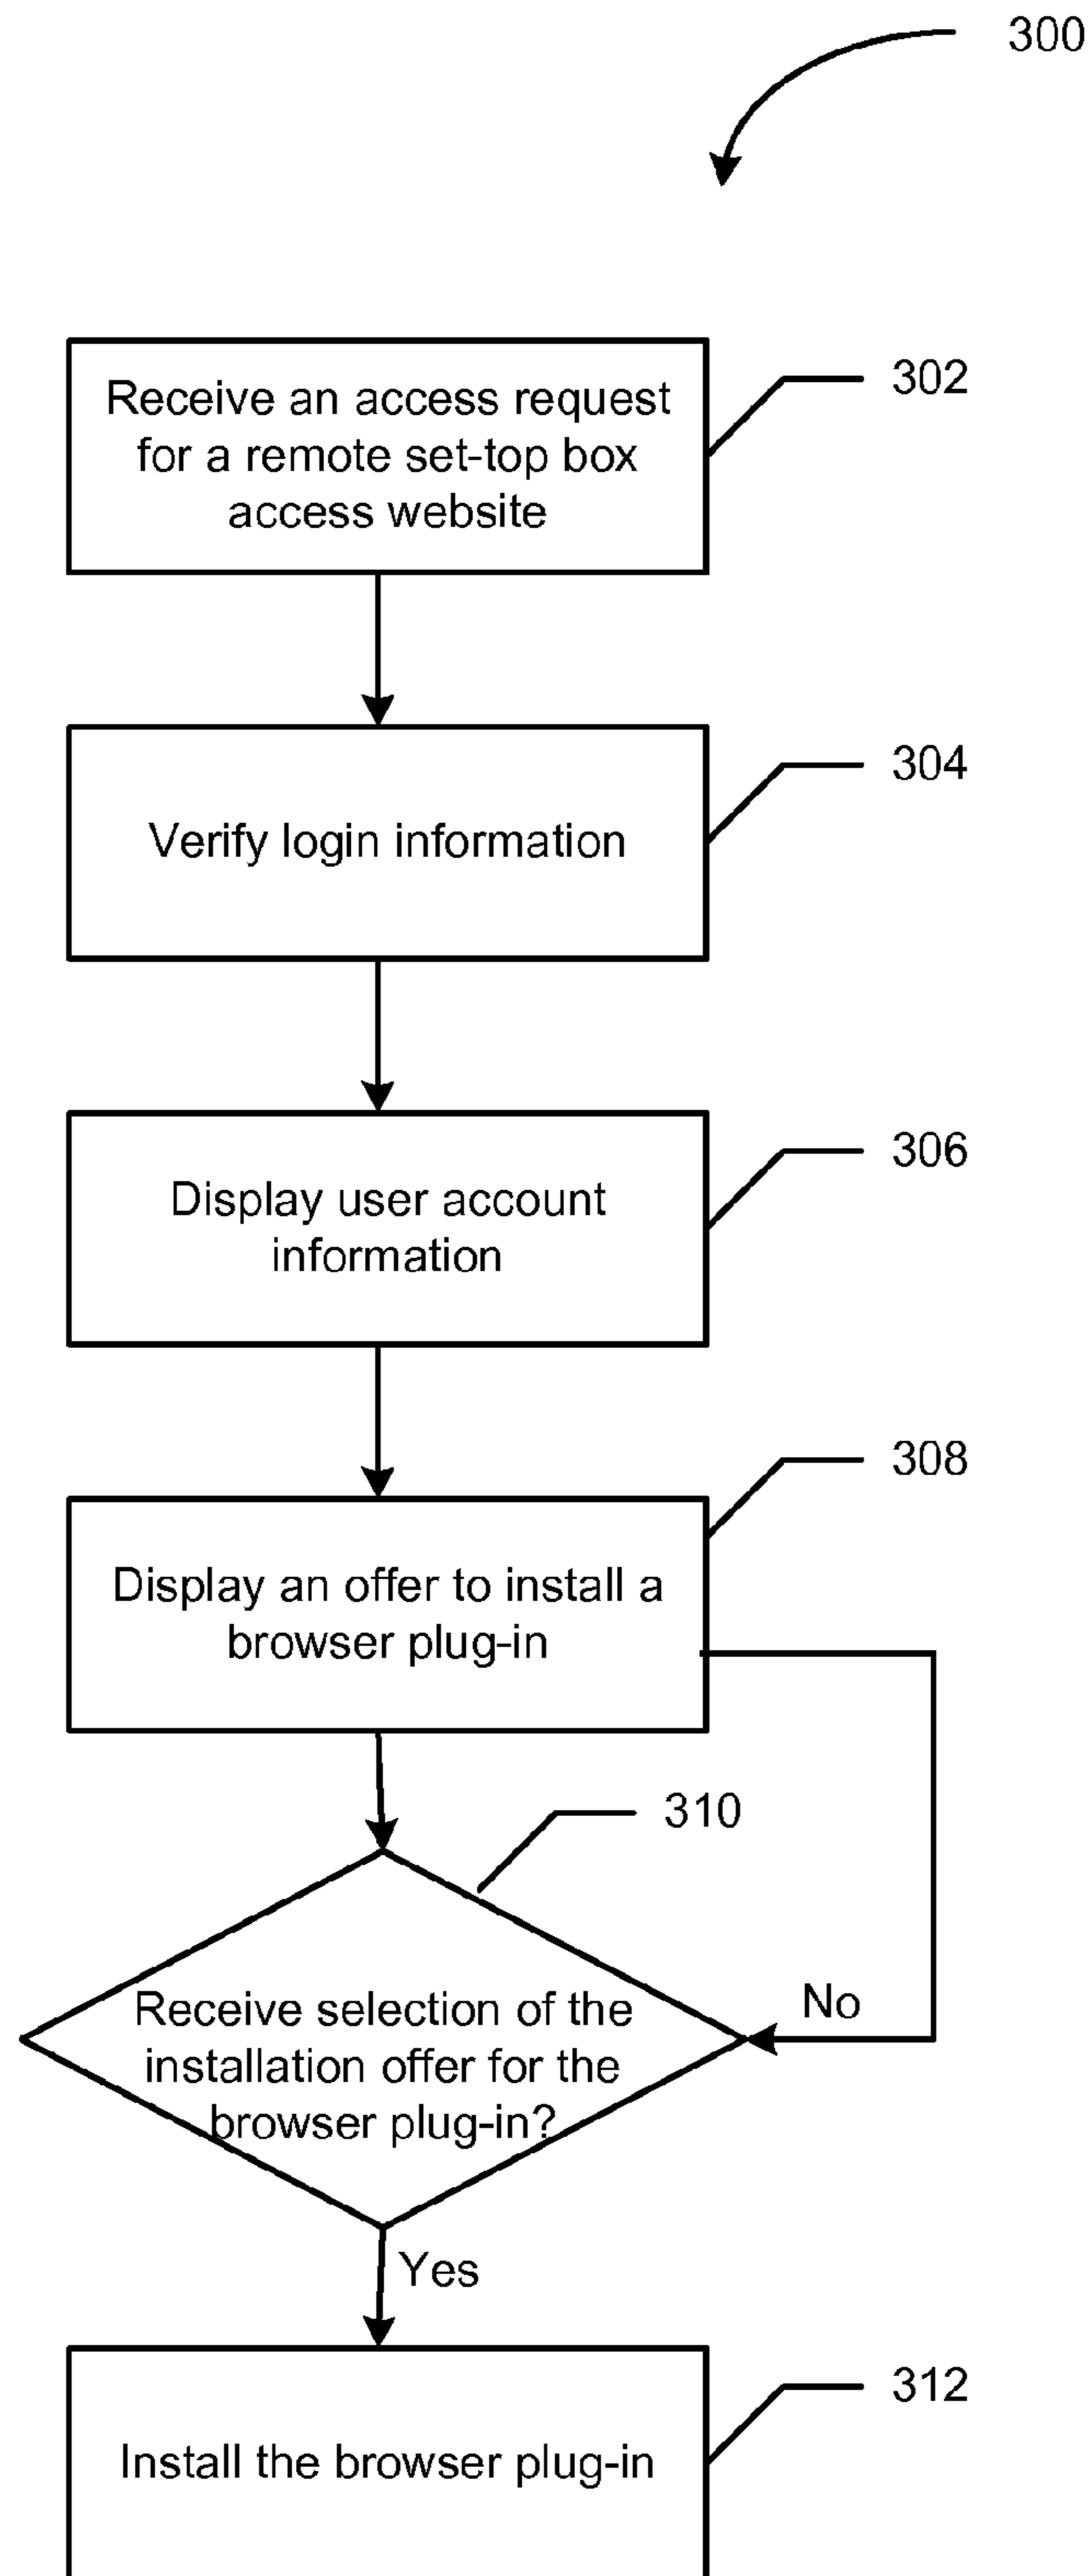 300
Receive an access request
for a remote set-top box
access website
302
Verify login information
304
Display user account
information
306
Display an offer to install a
browser plug-in
308
310
Receive selection of the
installation offer for the
browser plug-in?
No
Yes
Install the browser plug-in
312